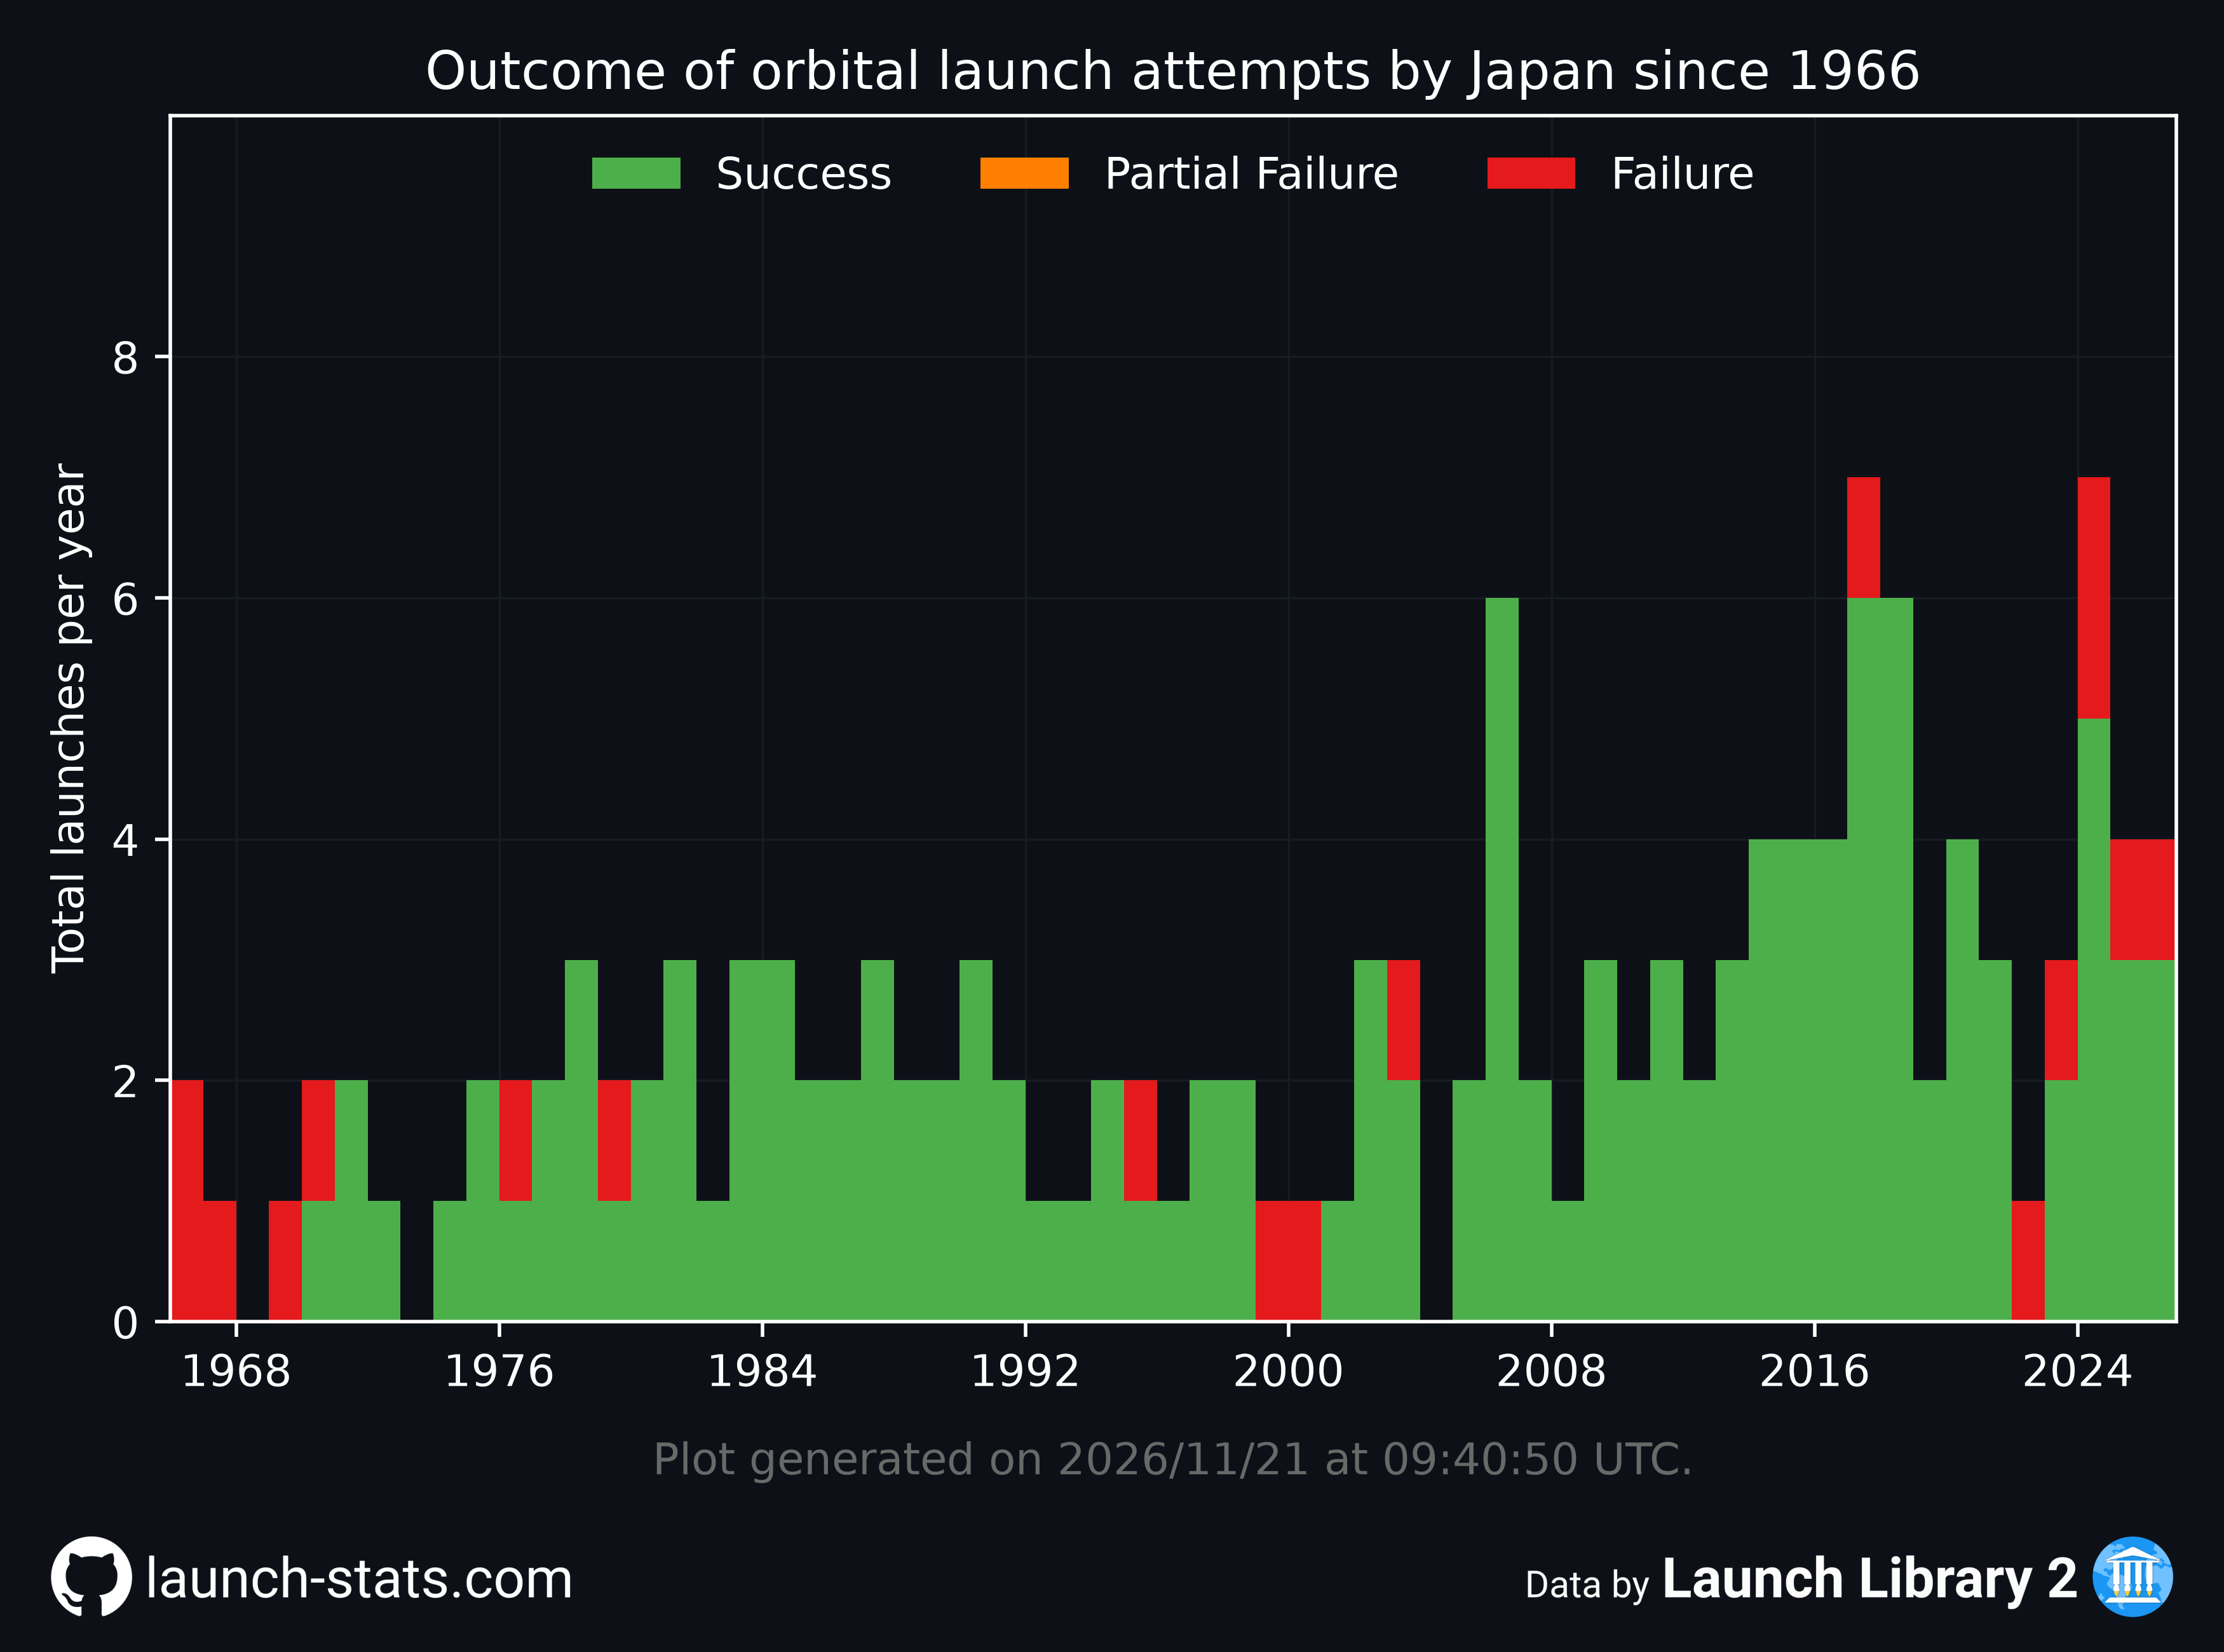 Outcome of orbital launch attempts by Japan since 1966
Success Partial Failure Failure
Total launches per year
8
6
4
2
0
1968 1976 1984 1992 2000 2008 2016 2024
Plot generated on 2026/11/21 at 09:40:50 UTC.
launch-stats.com
Data by Launch Library 2